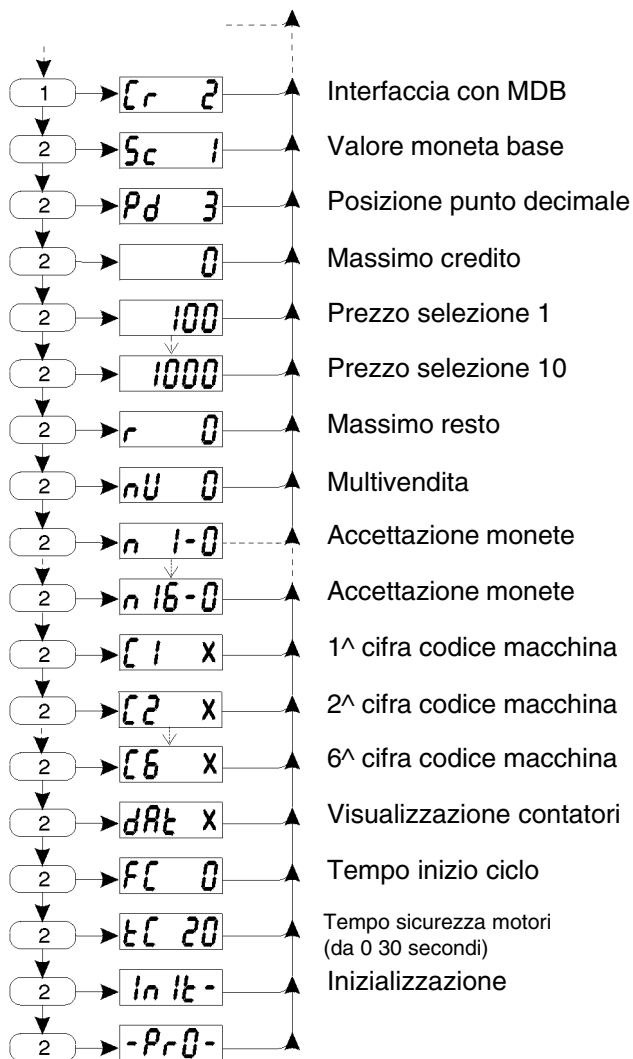 1 Cr 2 Interfaccia con MDB
2 Sc 1 Valore moneta base
2 Pd 3 Posizione punto decimale
2 0 Massimo credito
2 100 Prezzo selezione 1
2 1000 Prezzo selezione 10
2 r 0 Massimo resto
2 nU 0 Multivendita
2 n 1-0 Accettazione monete
2 n 16-0 Accettazione monete
2 C1 X 1^ cifra codice macchina
2 C2 X 2^ cifra codice macchina
2 C6 X 6^ cifra codice macchina
2 dAt X Visualizzazione contatori
2 FC 0 Tempo inizio ciclo
2 tC 20 Tempo sicurezza motori
(da 0 30 secondi)
2 InIt- Inizializzazione
2 -Pr0-